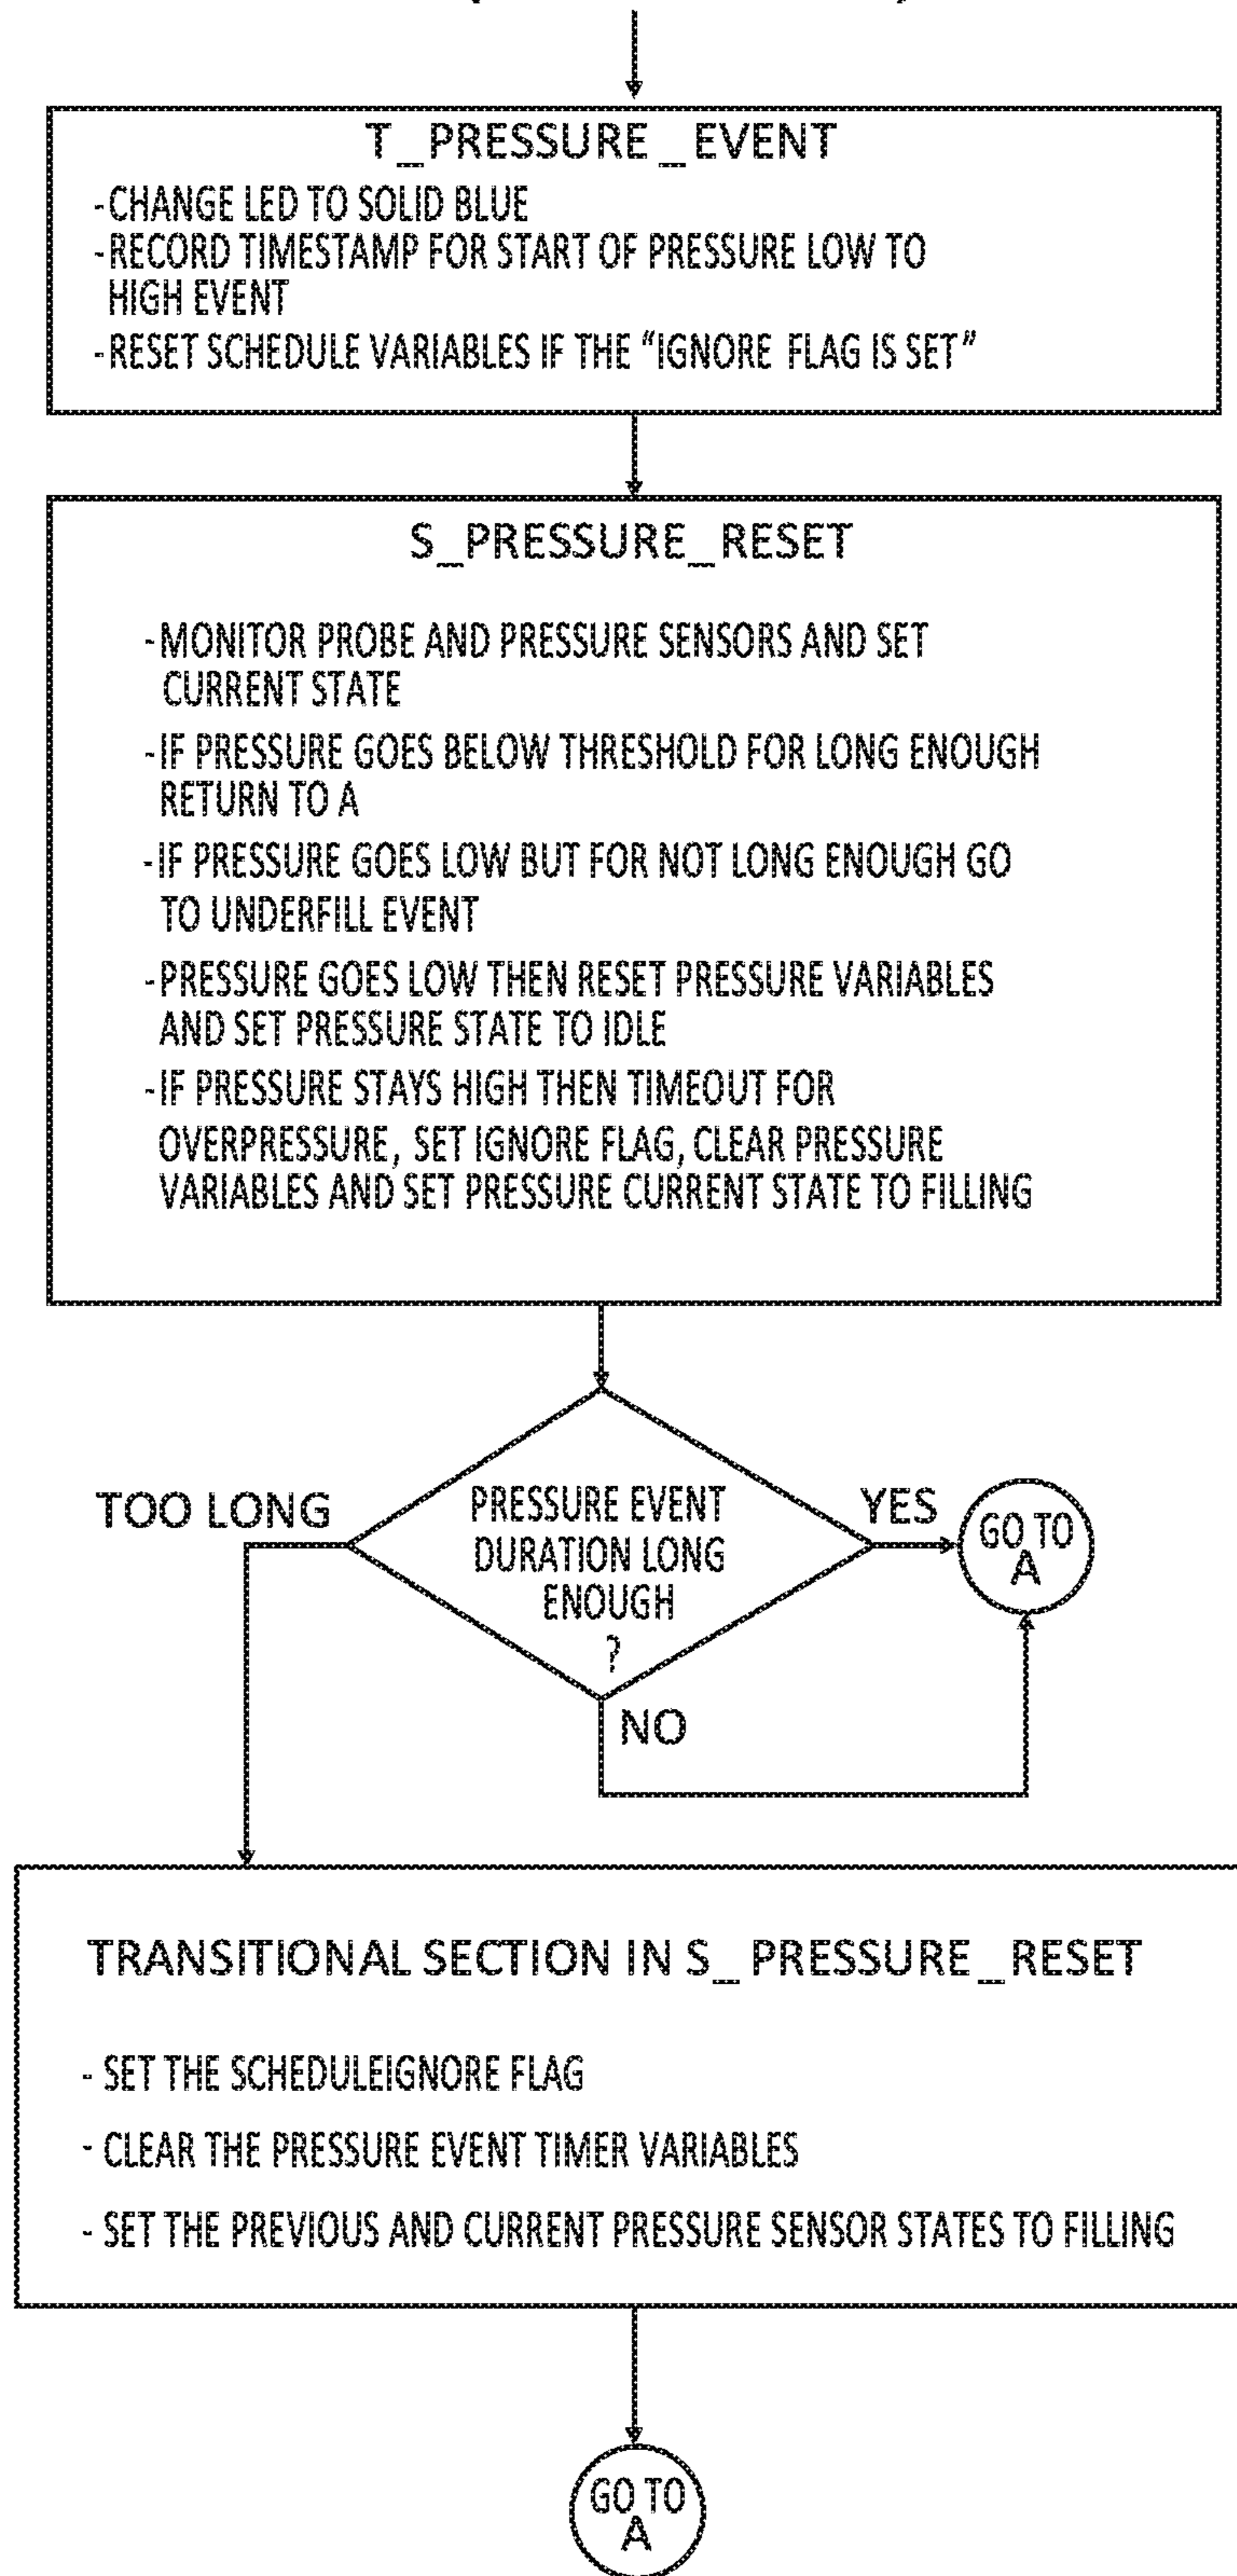 T_PRESSURE_EVENT
-CHANGE LED TO SOLID BLUE
-RECORD TIMESTAMP FOR START OF PRESSURE LOW TO
HIGH EVENT
-RESET SCHEDULE VARIABLES IF THE “IGNORE FLAG IS SET”
S_PRESSURE_RESET
-MONITOR PROBE AND PRESSURE SENSORS AND SET
CURRENT STATE
-IF PRESSURE GOES BELOW THRESHOLD FOR LONG ENOUGH
RETURN TO A
-IF PRESSURE GOES LOW BUT FOR NOT LONG ENOUGH GO
TO UNDERFILL EVENT
-PRESSURE GOES LOW THEN RESET PRESSURE VARIABLES
AND SET PRESSURE STATE TO IDLE
-IF PRESSURE STAYS HIGH THEN TIMEOUT FOR
OVERPRESSURE, SET IGNORE FLAG, CLEAR PRESSURE
VARIABLES AND SET PRESSURE CURRENT STATE TO FILLING
TOO LONG
PRESSURE EVENT
DURATION LONG
ENOUGH
?
YES
GO TO
A
NO
TRANSITIONAL SECTION IN S_PRESSURE_RESET
- SET THE SCHEDULEIGNORE FLAG
- CLEAR THE PRESSURE EVENT TIMER VARIABLES
- SET THE PREVIOUS AND CURRENT PRESSURE SENSOR STATES TO FILLING
GO TO
A